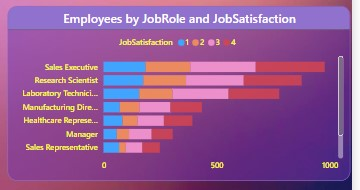 Employees by JobRole and JobSatisfaction
JobSatisfaction 1 2 3 4
Sales Executive
Research Scientist
Laboratory Technici...
Manufacturing Dire...
Healthcare Represe...
Manager
Sales Representative
0 500 1000